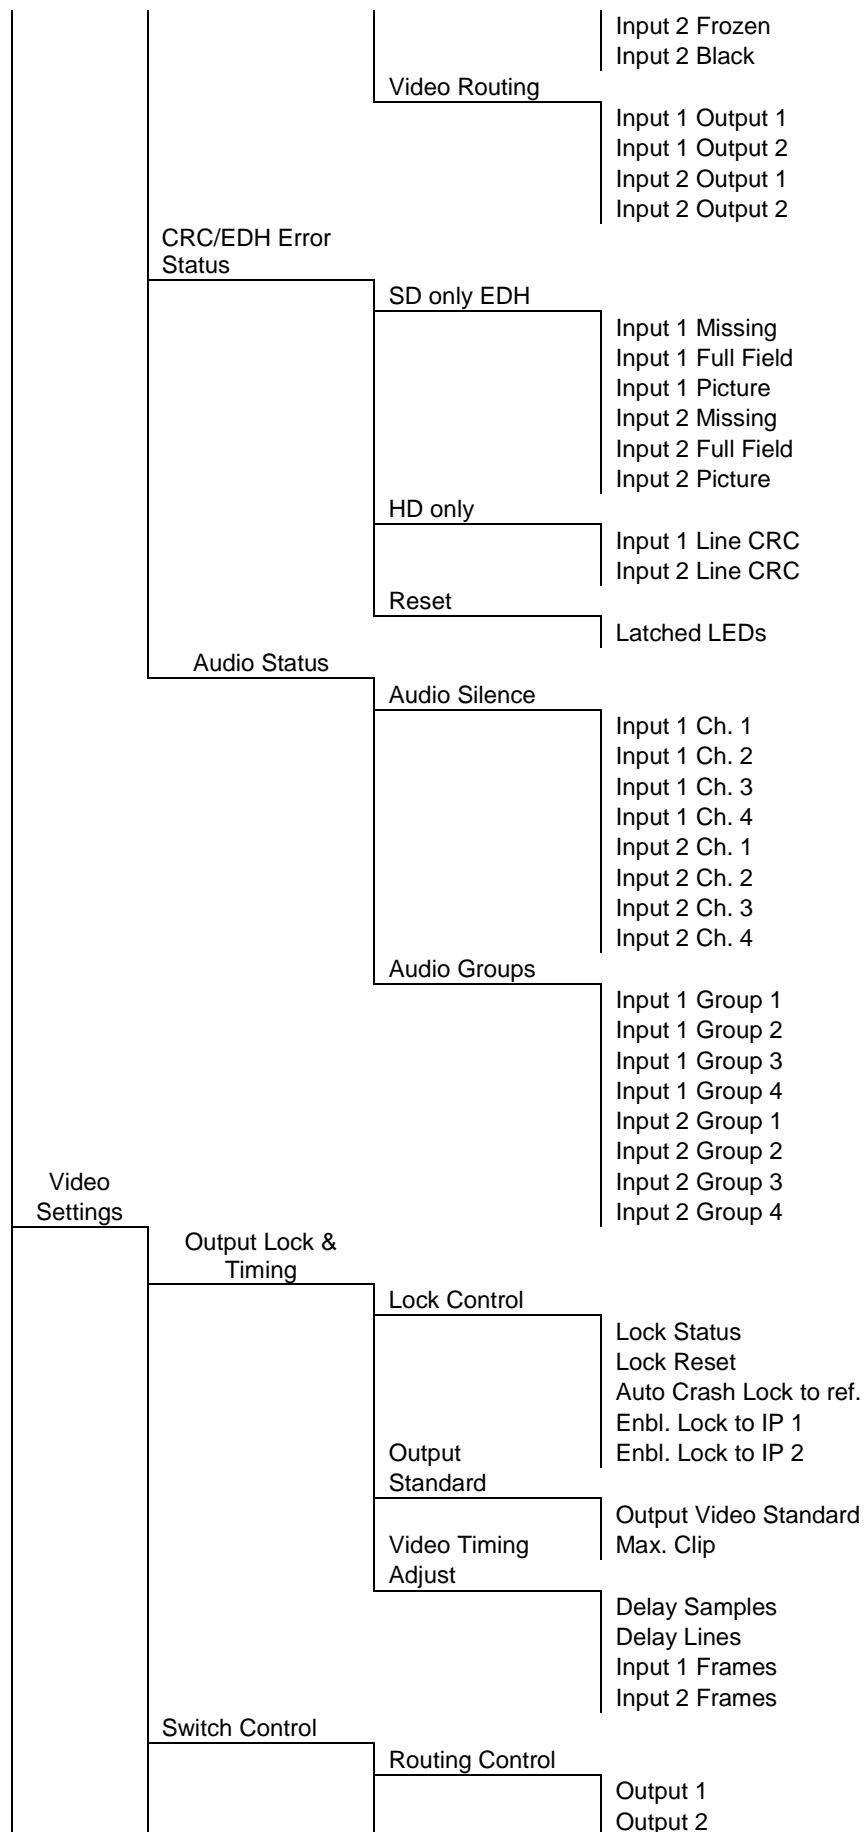 Input 2 Frozen
Input 2 Black
Video Routing
Input 1 Output 1
Input 1 Output 2
Input 2 Output 1
Input 2 Output 2
CRC/EDH Error
Status
SD only EDH
Input 1 Missing
Input 1 Full Field
Input 1 Picture
Input 2 Missing
Input 2 Full Field
Input 2 Picture
HD only
Input 1 Line CRC
Input 2 Line CRC
Reset
Latched LEDs
Audio Status
Audio Silence
Input 1 Ch. 1
Input 1 Ch. 2
Input 1 Ch. 3
Input 1 Ch. 4
Input 2 Ch. 1
Input 2 Ch. 2
Input 2 Ch. 3
Input 2 Ch. 4
Audio Groups
Input 1 Group 1
Input 1 Group 2
Input 1 Group 3
Input 1 Group 4
Input 2 Group 1
Input 2 Group 2
Input 2 Group 3
Input 2 Group 4
Video
Settings
Output Lock &
Timing
Lock Control
Lock Status
Lock Reset
Auto Crash Lock to ref.
Enbl. Lock to IP 1
Enbl. Lock to IP 2
Output
Standard
Output Video Standard
Max. Clip
Video Timing
Adjust
Delay Samples
Delay Lines
Input 1 Frames
Input 2 Frames
Switch Control
Routing Control
Output 1
Output 2